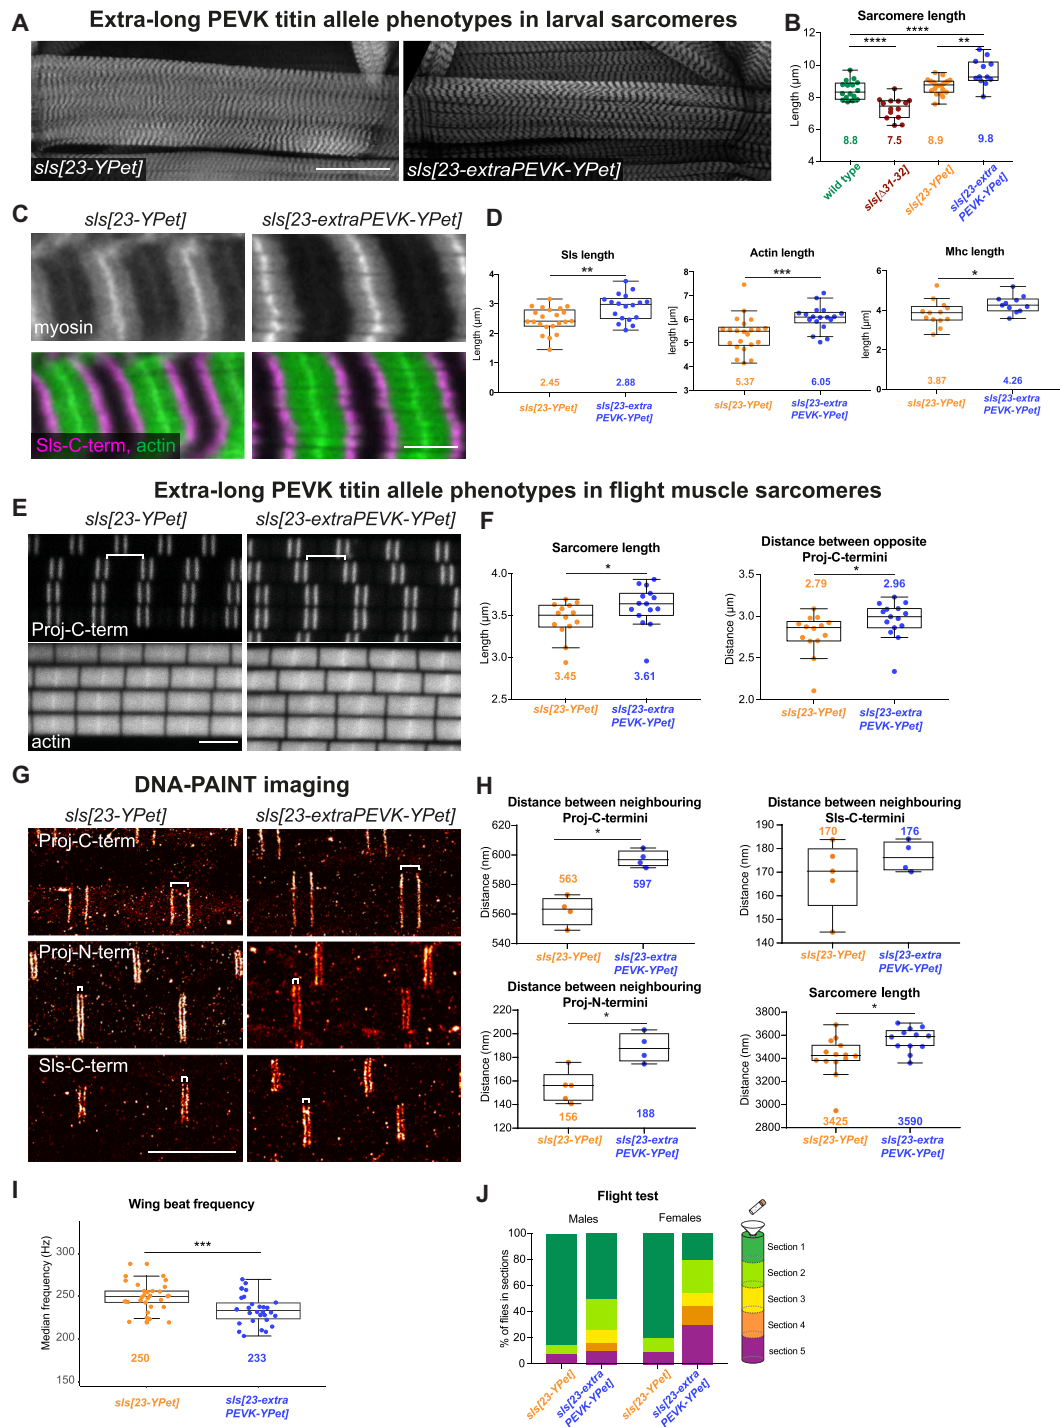 Extra-long PEVK titin allele phenotypes in larval sarcomeres
A
sls[23-YPet]
sls[23-extraPEVK-YPet]
B
Sarcomere length
****
****
**
Length (µm)
12
10
8
6
4
8.8
7.5
8.9
9.8
wild type
sls[Δ31-32]
sls[23-YPet]
sls[23-extra
PEVK-YPet]
C
sls[23-YPet]
sls[23-extraPEVK-YPet]
myosin
Sls-C-term, actin
D
Sls length
**
Length (µm)
4
3
2
1
0
2.45
2.88
sls[23-YPet]
sls[23-extra
PEVK-YPet]
Actin length
***
length [µm]
8
7
6
5
4
3
5.37
6.05
sls[23-YPet]
sls[23-extra
PEVK-YPet]
Mhc length
*
length [µm]
6
4
2
0
3.87
4.26
sls[23-YPet]
sls[23-extra
PEVK-YPet]
Extra-long PEVK titin allele phenotypes in flight muscle sarcomeres
E
sls[23-YPet]
sls[23-extraPEVK-YPet]
Proj-C-term
actin
F
Sarcomere length
*
Length (µm)
4.0
3.5
3.0
2.5
3.45
3.61
sls[23-YPet]
sls[23-extra
PEVK-YPet]
Distance between opposite
Proj-C-termini
*
2.79
2.96
Distance (µm)
3.5
3.0
2.5
2.0
sls[23-YPet]
sls[23-extra
PEVK-YPet]
G
DNA-PAINT imaging
sls[23-YPet]
sls[23-extraPEVK-YPet]
Proj-C-term
Proj-N-term
Sls-C-term
H
Distance between neighbouring
Proj-C-termini
*
Distance (nm)
620
600
580
560
540
563
597
sls[23-YPet]
sls[23-extra
PEVK-YPet]
Distance between neighbouring
Sls-C-termini
Distance (nm)
190
180
170
160
150
140
170
176
sls[23-YPet]
sls[23-extra
PEVK-YPet]
Distance between neighbouring
Proj-N-termini
*
Distance (nm)
220
200
180
160
140
120
156
188
sls[23-YPet]
sls[23-extra
PEVK-YPet]
Sarcomere length
*
Distance (nm)
3800
3600
3400
3200
3000
2800
3425
3590
sls[23-YPet]
sls[23-extra
PEVK-YPet]
I
Wing beat frequency
***
Median frequency (Hz)
300
250
200
150
250
233
sls[23-YPet]
sls[23-extra
PEVK-YPet]
J
Flight test
Males
Females
% of flies in sections
100
80
60
40
20
0
sls[23-YPet]
sls[23-extra
PEVK-YPet]
sls[23-YPet]
sls[23-extra
PEVK-YPet]
Section 1
Section 2
Section 3
Section 4
section 5